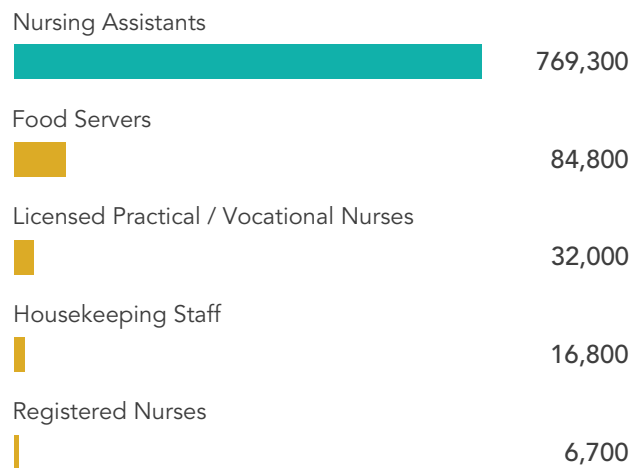 Nursing Assistants
769,300
Food Servers
84,800
Licensed Practical / Vocational Nurses
32,000
Housekeeping Staff
16,800
Registered Nurses
6,700